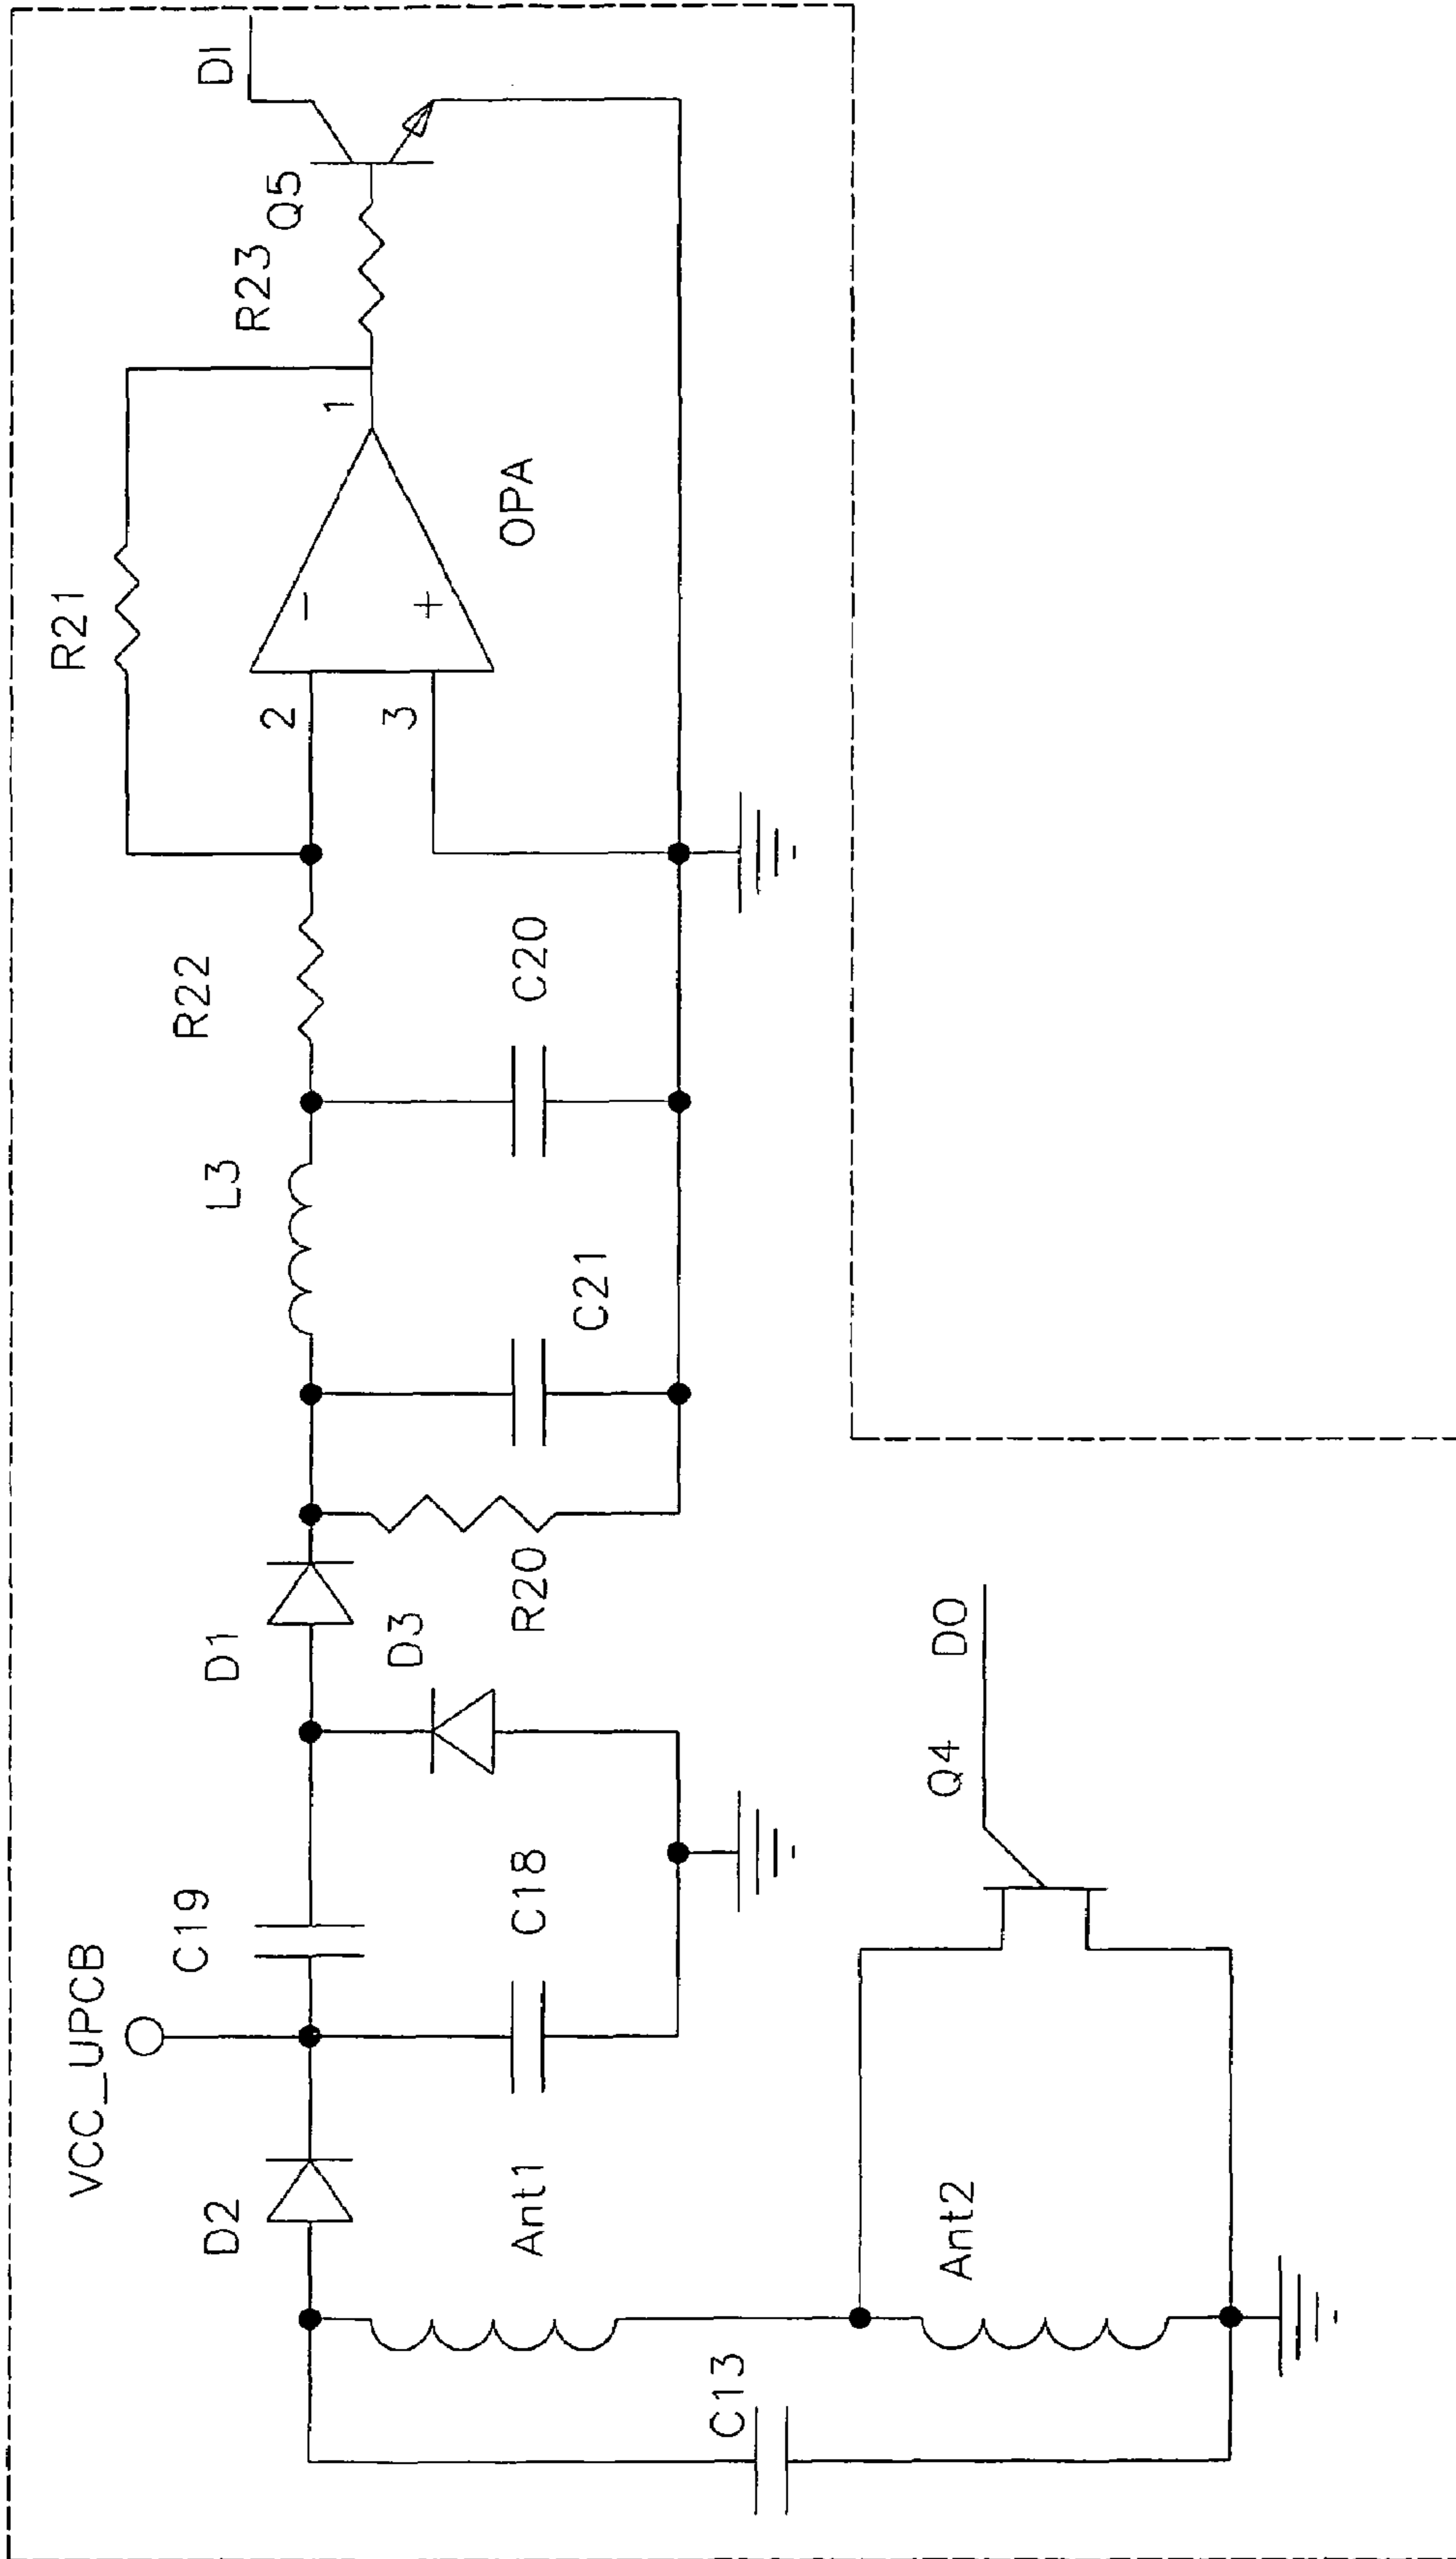 VCC_UPCB
D2
C19
C18
Ant1
C13
Ant2
Q4
DO
D1
D3
R20
L3
C21
C20
R22
R21
2
3
-
+
1
OPA
R23
Q5
DI